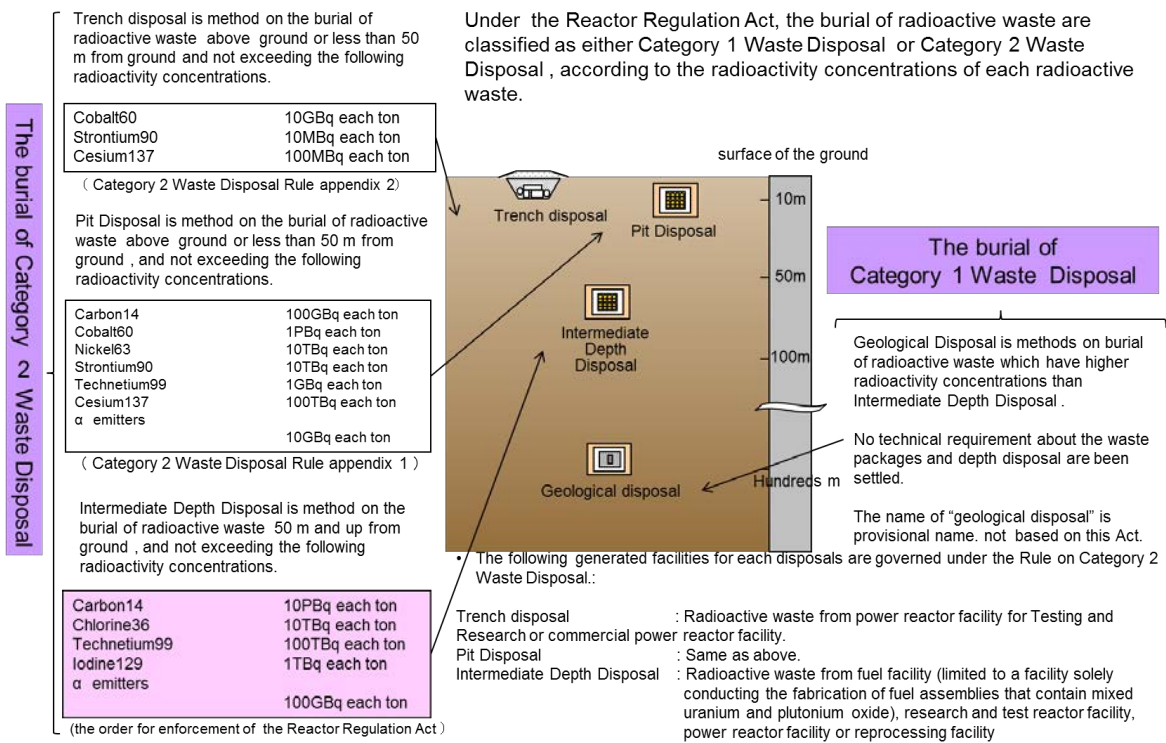 The burial of Category 2 Waste Disposal
Trench disposal is method on the burial of
radioactive waste above ground or less than 50
m from ground and not exceeding the following
radioactivity concentrations.
Cobalt60 10GBq each ton
Strontium90 10MBq each ton
Cesium137 100MBq each ton
( Category 2 Waste Disposal Rule appendix 2)
Pit Disposal is method on the burial of radioactive
waste above ground or less than 50 m from
ground , and not exceeding the following
radioactivity concentrations.
Carbon14 100GBq each ton
Cobalt60 1PBq each ton
Nickel63 10TBq each ton
Strontium90 10TBq each ton
Technetium99 1GBq each ton
Cesium137 100TBq each ton
α emitters
10GBq each ton
( Category 2 Waste Disposal Rule appendix 1 )
Intermediate Depth Disposal is method on the
burial of radioactive waste 50 m and up from
ground , and not exceeding the following
radioactivity concentrations.
Carbon14 10PBq each ton
Chlorine36 10TBq each ton
Technetium99 100TBq each ton
Iodine129 1TBq each ton
α emitters
100GBq each ton
(the order for enforcement of the Reactor Regulation Act )
Under the Reactor Regulation Act, the burial of radioactive waste are
classified as either Category 1 Waste Disposal or Category 2 Waste
Disposal , according to the radioactivity concentrations of each radioactive
waste.
surface of the ground
Trench disposal
Pit Disposal
10m
50m
Intermediate
Depth
Disposal
100m
Geological disposal
Hundreds m
The burial of
Category 1 Waste Disposal
Geological Disposal is methods on burial
of radioactive waste which have higher
radioactivity concentrations than
Intermediate Depth Disposal .
No technical requirement about the waste
packages and depth disposal are been
settled.
The name of “geological disposal” is
provisional name. not based on this Act.
• The following generated facilities for each disposals are governed under the Rule on Category 2
Waste Disposal.:
Trench disposal : Radioactive waste from power reactor facility for Testing and
Research or commercial power reactor facility.
Pit Disposal : Same as above.
Intermediate Depth Disposal : Radioactive waste from fuel facility (limited to a facility solely
conducting the fabrication of fuel assemblies that contain mixed
uranium and plutonium oxide), research and test reactor facility,
power reactor facility or reprocessing facility